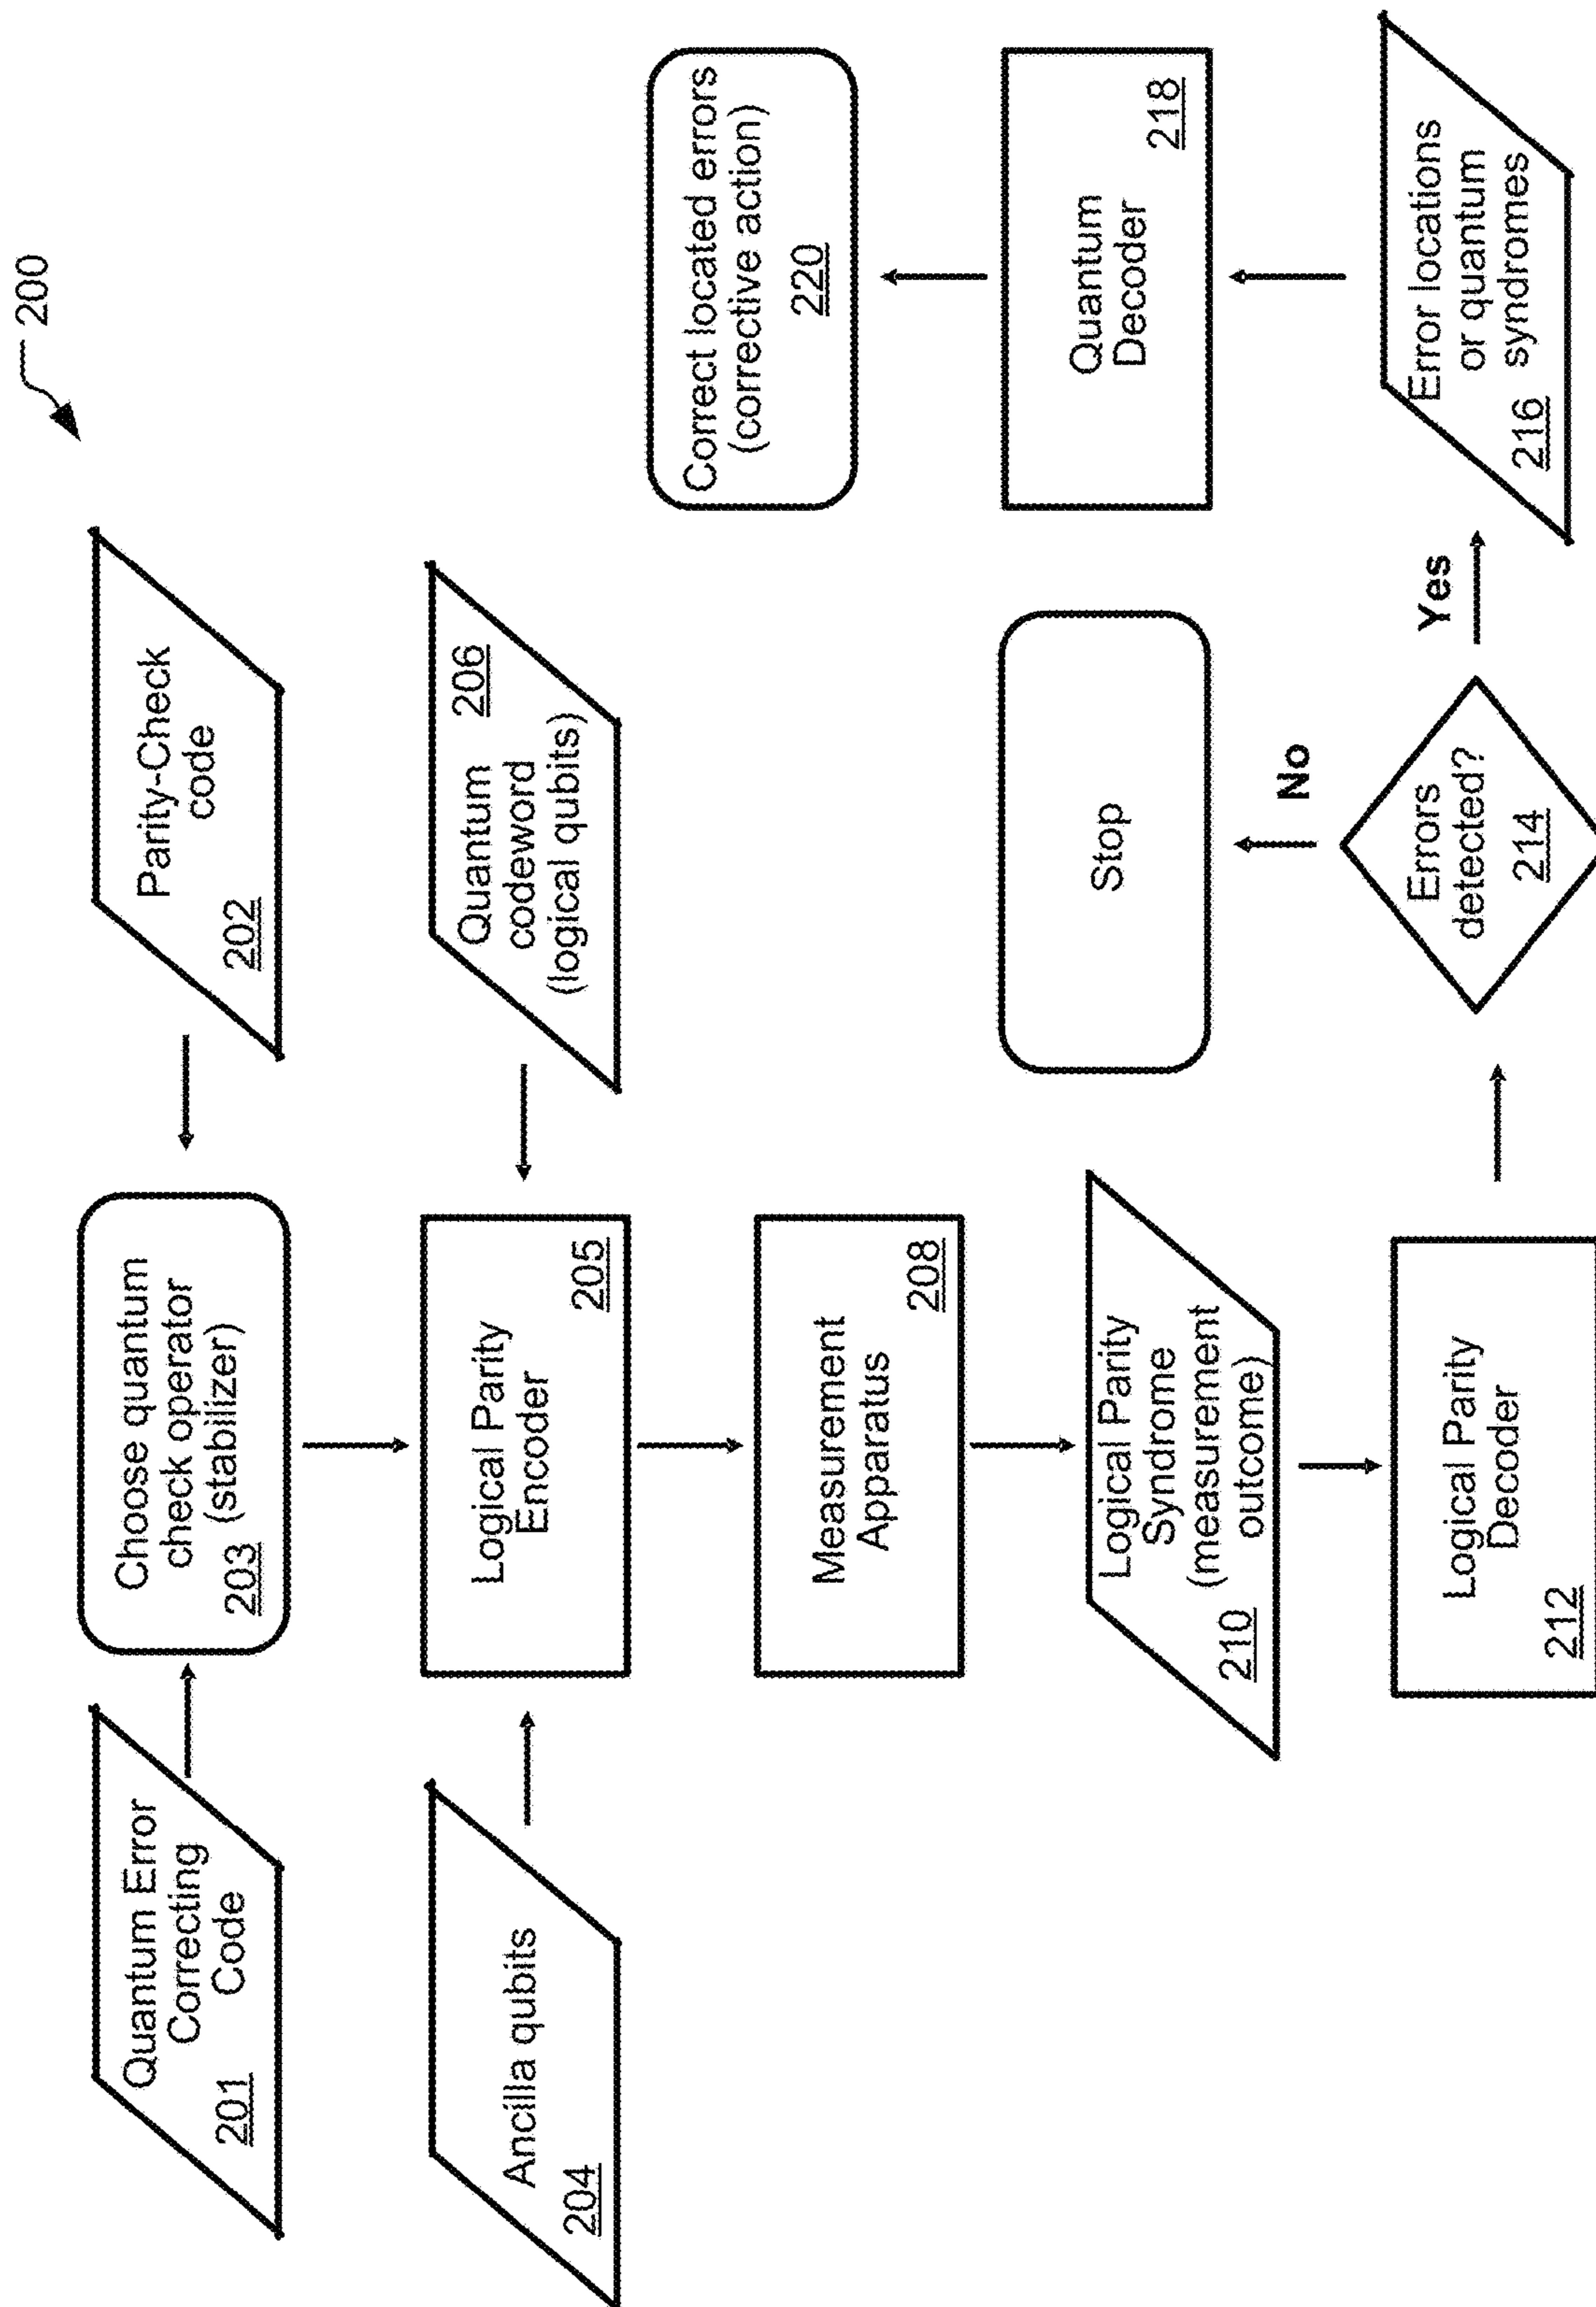 200
Quantum Error
Correcting
Code
201
Choose quantum
check operator
203 (stabilizer)
Parity-Check
code
202
Ancilla qubits
204
Logical Parity
Encoder
205
Quantum 206
codeword
(logical qubits)
Measurement
Apparatus
208
Logical Parity
Syndrome
(measurement
outcome)
210
Logical Parity
Decoder
212
Errors
detected?
214
No
Stop
Yes
Error locations
or quantum
syndromes
216
Quantum
Decoder
218
Correct located errors
(corrective action)
220